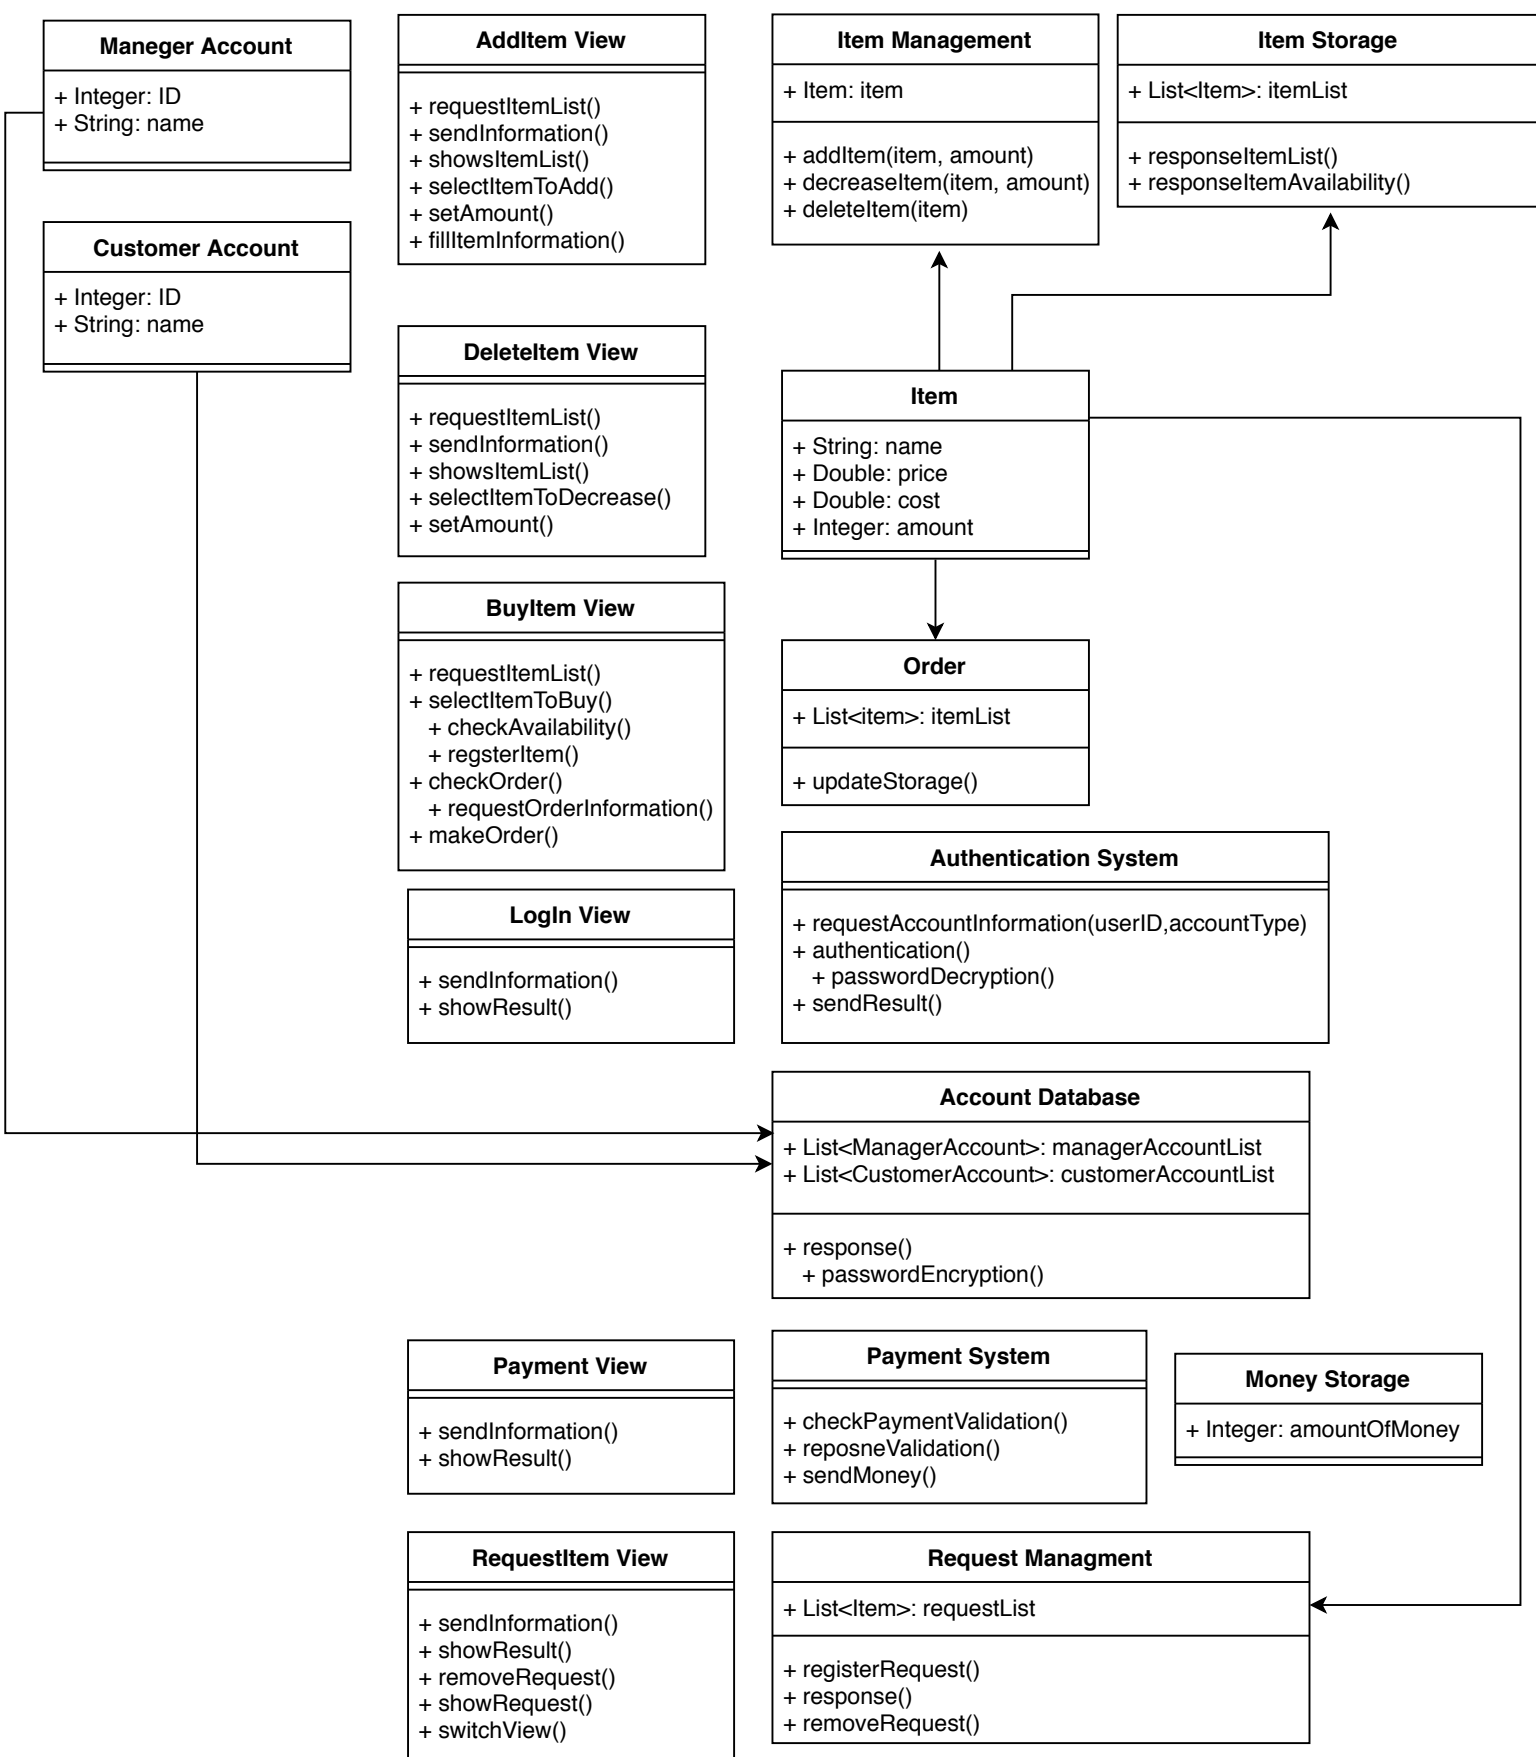 Maneger Account
+ Integer: ID
+ String: name
Customer Account
+ Integer: ID
+ String: name
AddItem View
+ requestItemList()
+ sendInformation()
+ showsItemList()
+ selectItemToAdd()
+ setAmount()
+ fillItemInformation()
DeleteItem View
+ requestItemList()
+ sendInformation()
+ showsItemList()
+ selectItemToDecrease()
+ setAmount()
BuyItem View
+ requestItemList()
+ selectItemToBuy()
+ checkAvailability()
+ regsterItem()
+ checkOrder()
+ requestOrderInformation()
+ makeOrder()
LogIn View
+ sendInformation()
+ showResult()
Item Management
+ Item: item
+ addItem(item, amount)
+ decreaseItem(item, amount)
+ deleteItem(item)
Item Storage
+ List<Item>: itemList
+ responseItemList()
+ responseItemAvailability()
Item
+ String: name
+ Double: price
+ Double: cost
+ Integer: amount
Order
+ List<item>: itemList
+ updateStorage()
Authentication System
+ requestAccountInformation(userID,accountType)
+ authentication()
+ passwordDecryption()
+ sendResult()
Account Database
+ List<ManagerAccount>: managerAccountList
+ List<CustomerAccount>: customerAccountList
+ response()
+ passwordEncryption()
Payment View
+ sendInformation()
+ showResult()
Payment System
+ checkPaymentValidation()
+ reposneValidation()
+ sendMoney()
Money Storage
+ Integer: amountOfMoney
RequestItem View
+ sendInformation()
+ showResult()
+ removeRequest()
+ showRequest()
+ switchView()
Request Managment
+ List<Item>: requestList
+ registerRequest()
+ response()
+ removeRequest()